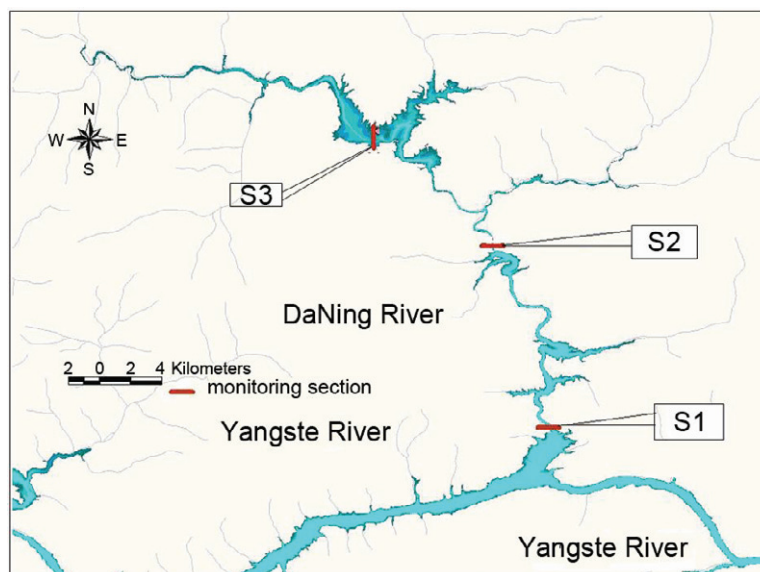 N
W E
S
S3
S2
DaNing River
2 0 2 4 Kilometers
monitoring section
Yangste River
S1
Yangste River